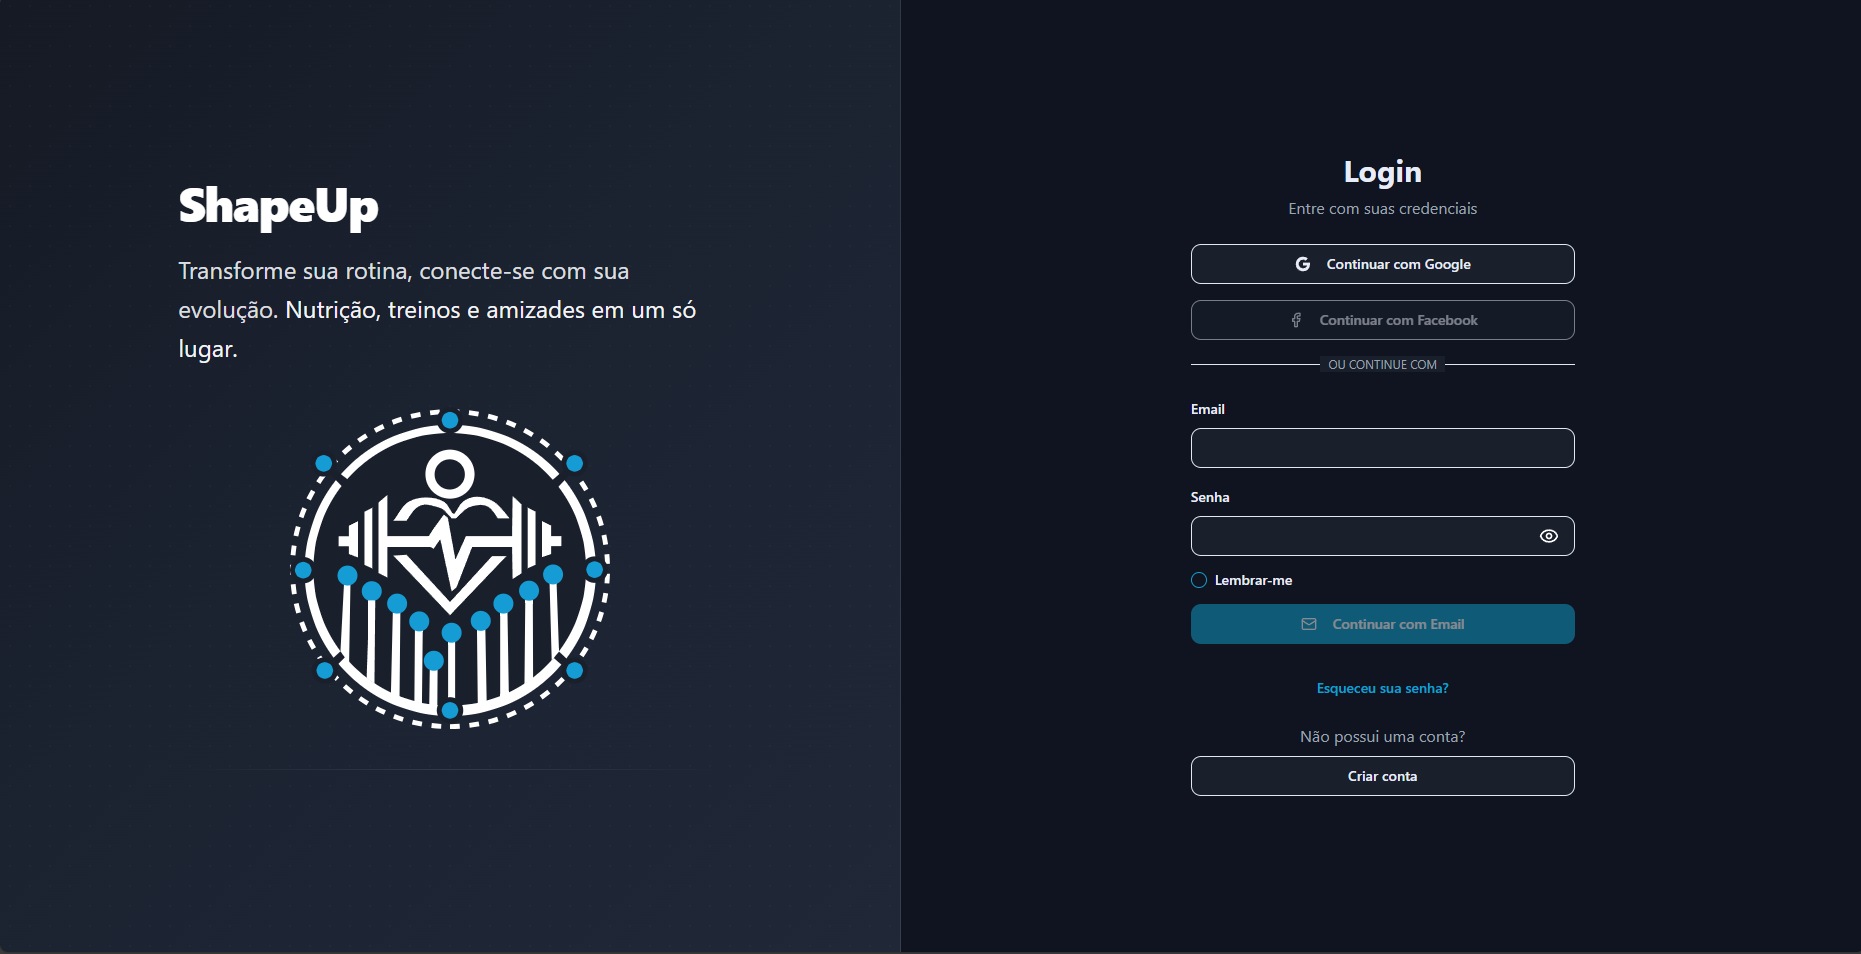 ShapeUp
Transforme sua rotina, conecte-se com sua
evolução. Nutrição, treinos e amizades em um só
lugar.
Login
Entre com suas credenciais
Continuar com Google
Continuar com Facebook
OU CONTINUE COM
Email
Senha
Lembrar-me
Continuar com Email
Esqueceu sua senha?
Não possui uma conta?
Criar conta